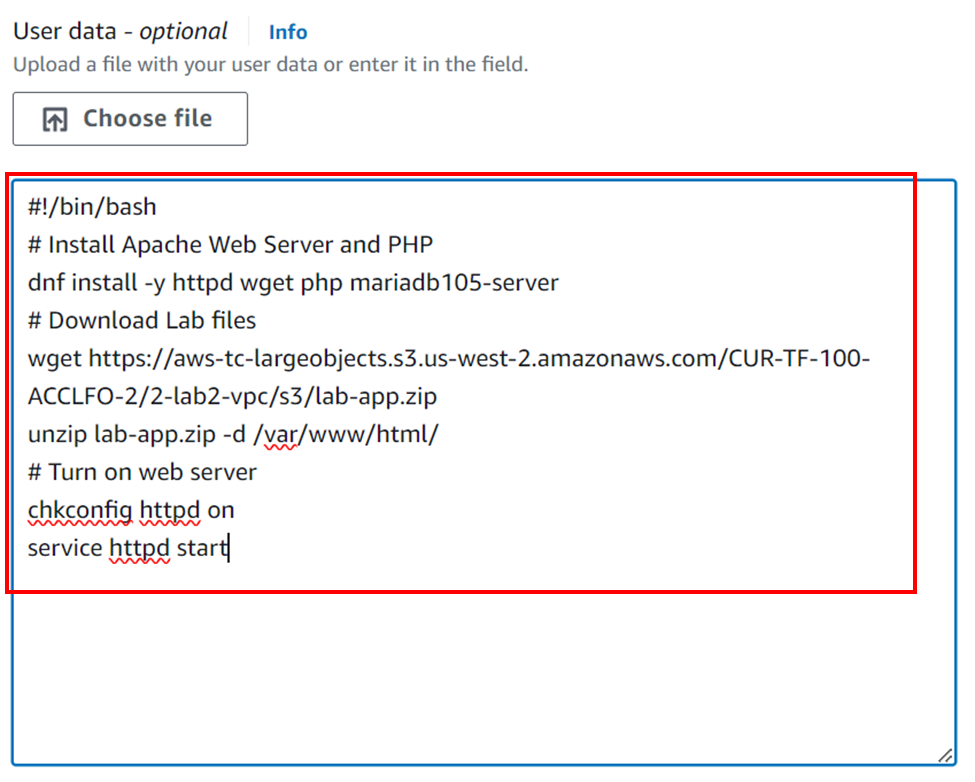 User data - optional Info
Upload a file with your user data or enter it in the field.
Choose file
#!/bin/bash
# Install Apache Web Server and PHP
dnf install -y httpd wget php mariadb105-server
# Download Lab files
wget https://aws-tc-largeobjects.s3.us-west-2.amazonaws.com/CUR-TF-100-
ACCLFO-2/2-lab2-vpc/s3/lab-app.zip
unzip lab-app.zip -d /var/www/html/
# Turn on web server
chkconfig httpd on
service httpd start